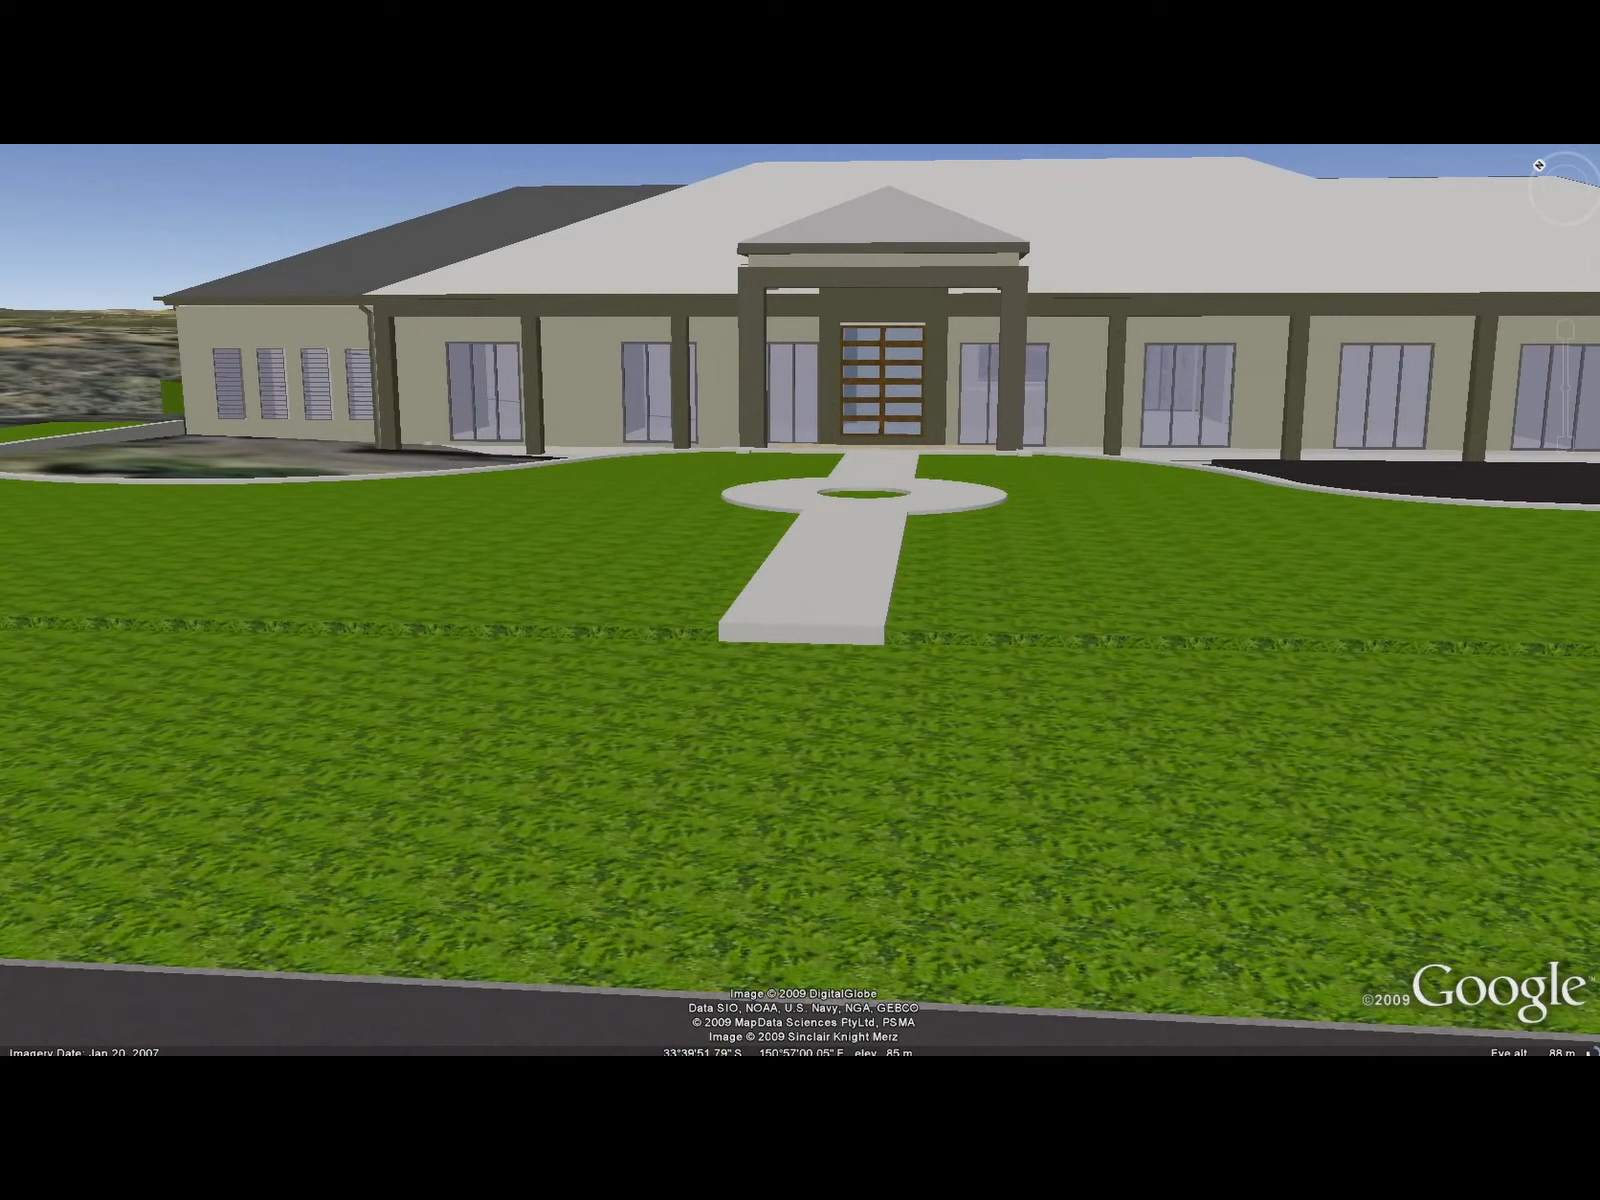 N
Image © 2009 DigitalGlobe
Data SIO, NOAA, U.S. Navy, NGA, GEBCO
© 2009 MapData Sciences PtyLtd, PSMA
Image © 2009 Sinclair Knight Merz
©2009 Google™
Imagery Date: Jan 20, 2007
33°39'51.79" S 150°57'00.05" E elev 85 m
Eye alt 88 m